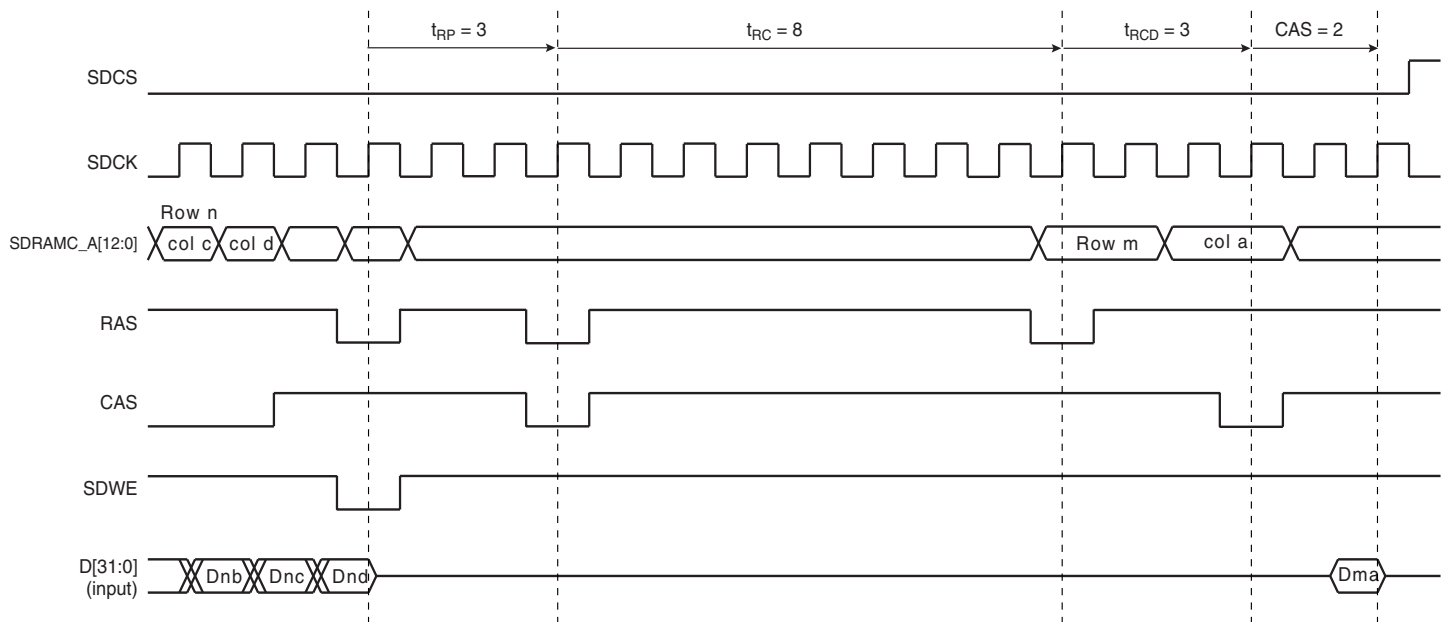 tRP = 3
tRC = 8
tRCD = 3
CAS = 2
SDCS
SDCK
Row n
SDRAMC_A[12:0]
col c
col d
Row m
col a
RAS
CAS
SDWE
D[31:0]
(input)
Dnb
Dnc
Dnd
Dma